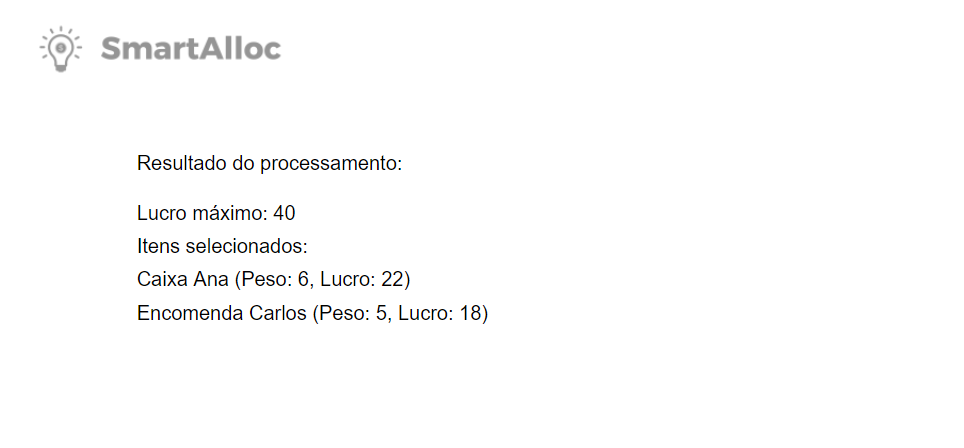 SmartAlloc
Resultado do processamento:
Lucro máximo: 40
Itens selecionados:
Caixa Ana (Peso: 6, Lucro: 22)
Encomenda Carlos (Peso: 5, Lucro: 18)